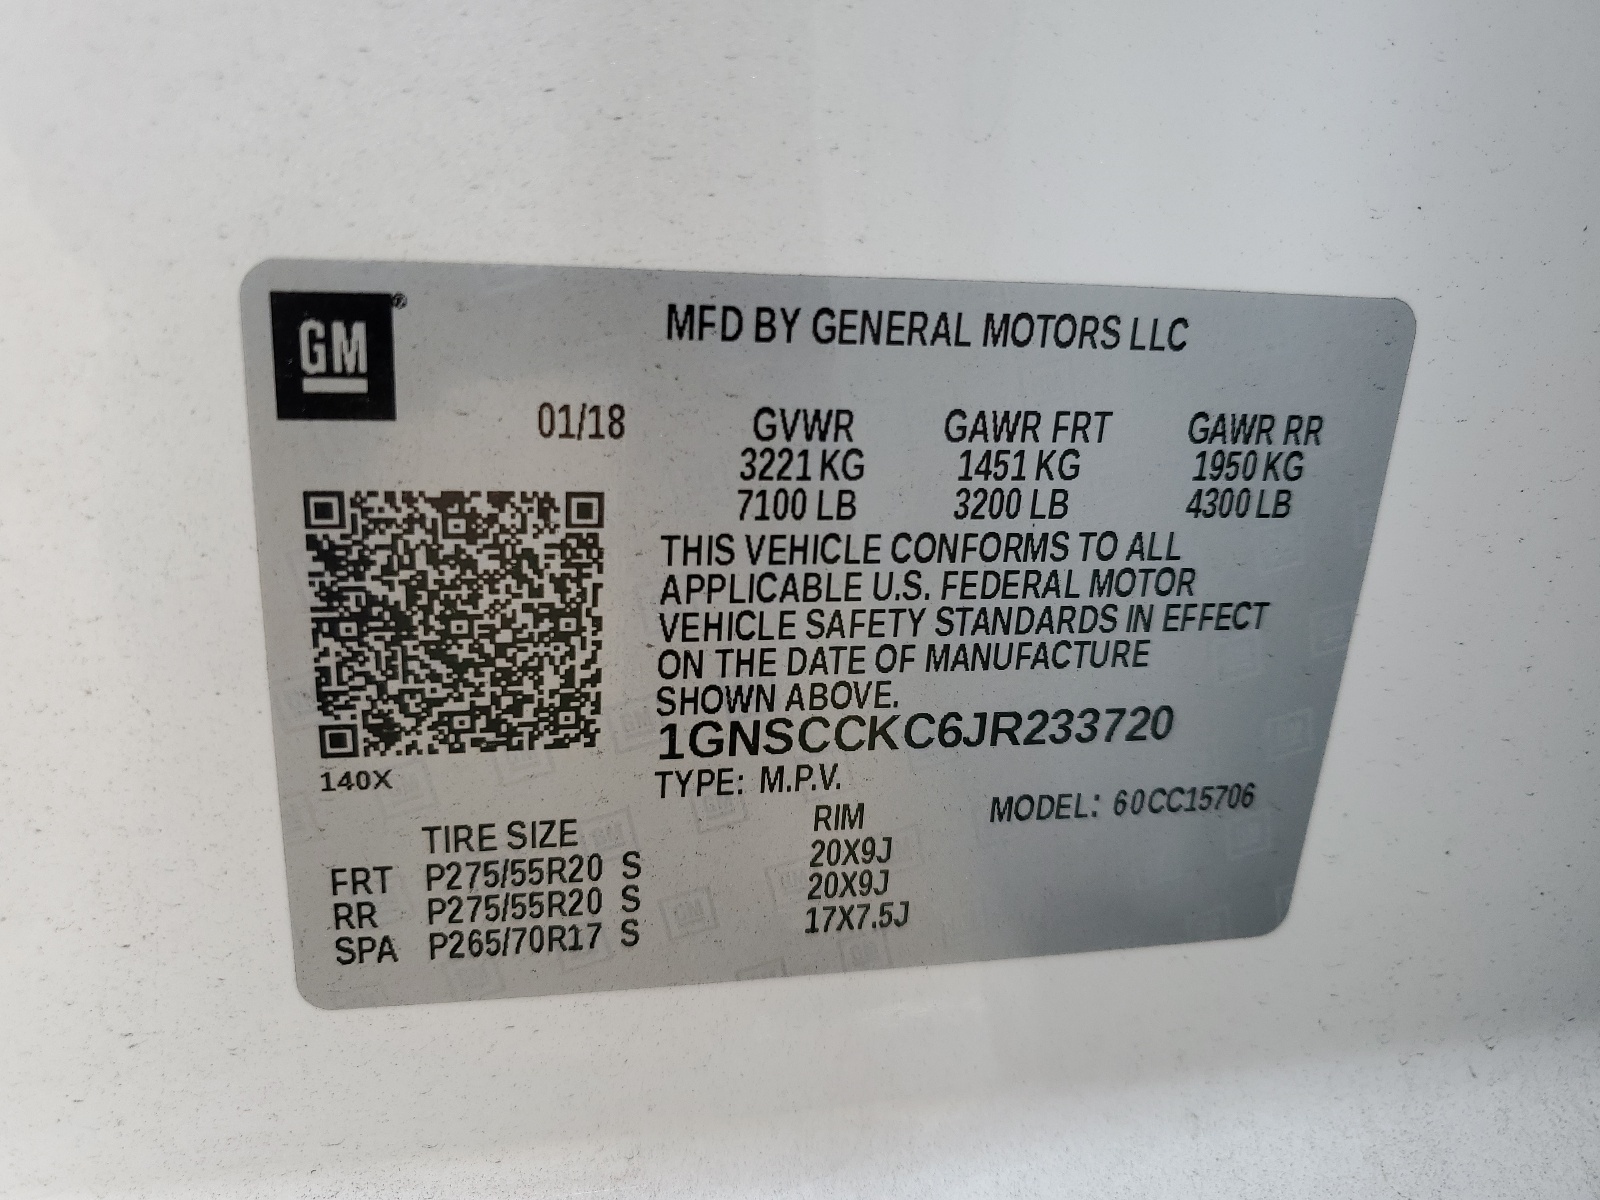 GM®
MFD BY GENERAL MOTORS LLC
01/18 GVWR GAWR FRT GAWR RR
3221 KG 1451 KG 1950 KG
7100 LB 3200 LB 4300 LB
THIS VEHICLE CONFORMS TO ALL
APPLICABLE U.S. FEDERAL MOTOR
VEHICLE SAFETY STANDARDS IN EFFECT
ON THE DATE OF MANUFACTURE
SHOWN ABOVE.
1GNSCCKC6JR233720
140X
TYPE: M.P.V. MODEL: 60CC15706
TIRE SIZE RIM
FRT P275/55R20 S 20X9J
RR P275/55R20 S 20X9J
SPA P265/70R17 S 17X7.5J